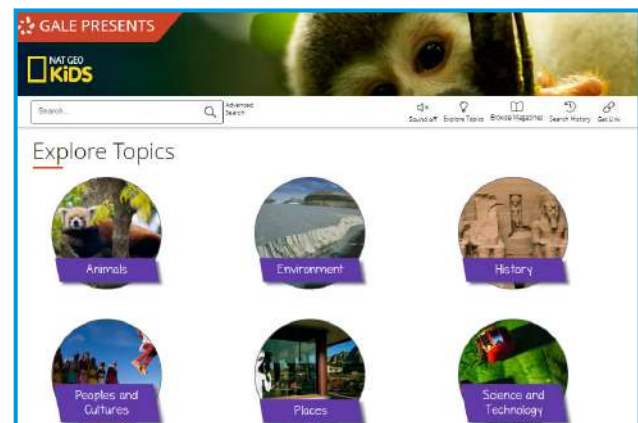 GALE PRESENTS
NAT GEO
KiDS
Search...
Advanced
Search
Sound off Explore Topics Browse Magazines Search History Get Link
Explore Topics
Animals
Environment
History
Peoples and
Cultures
Places
Science and
Technology